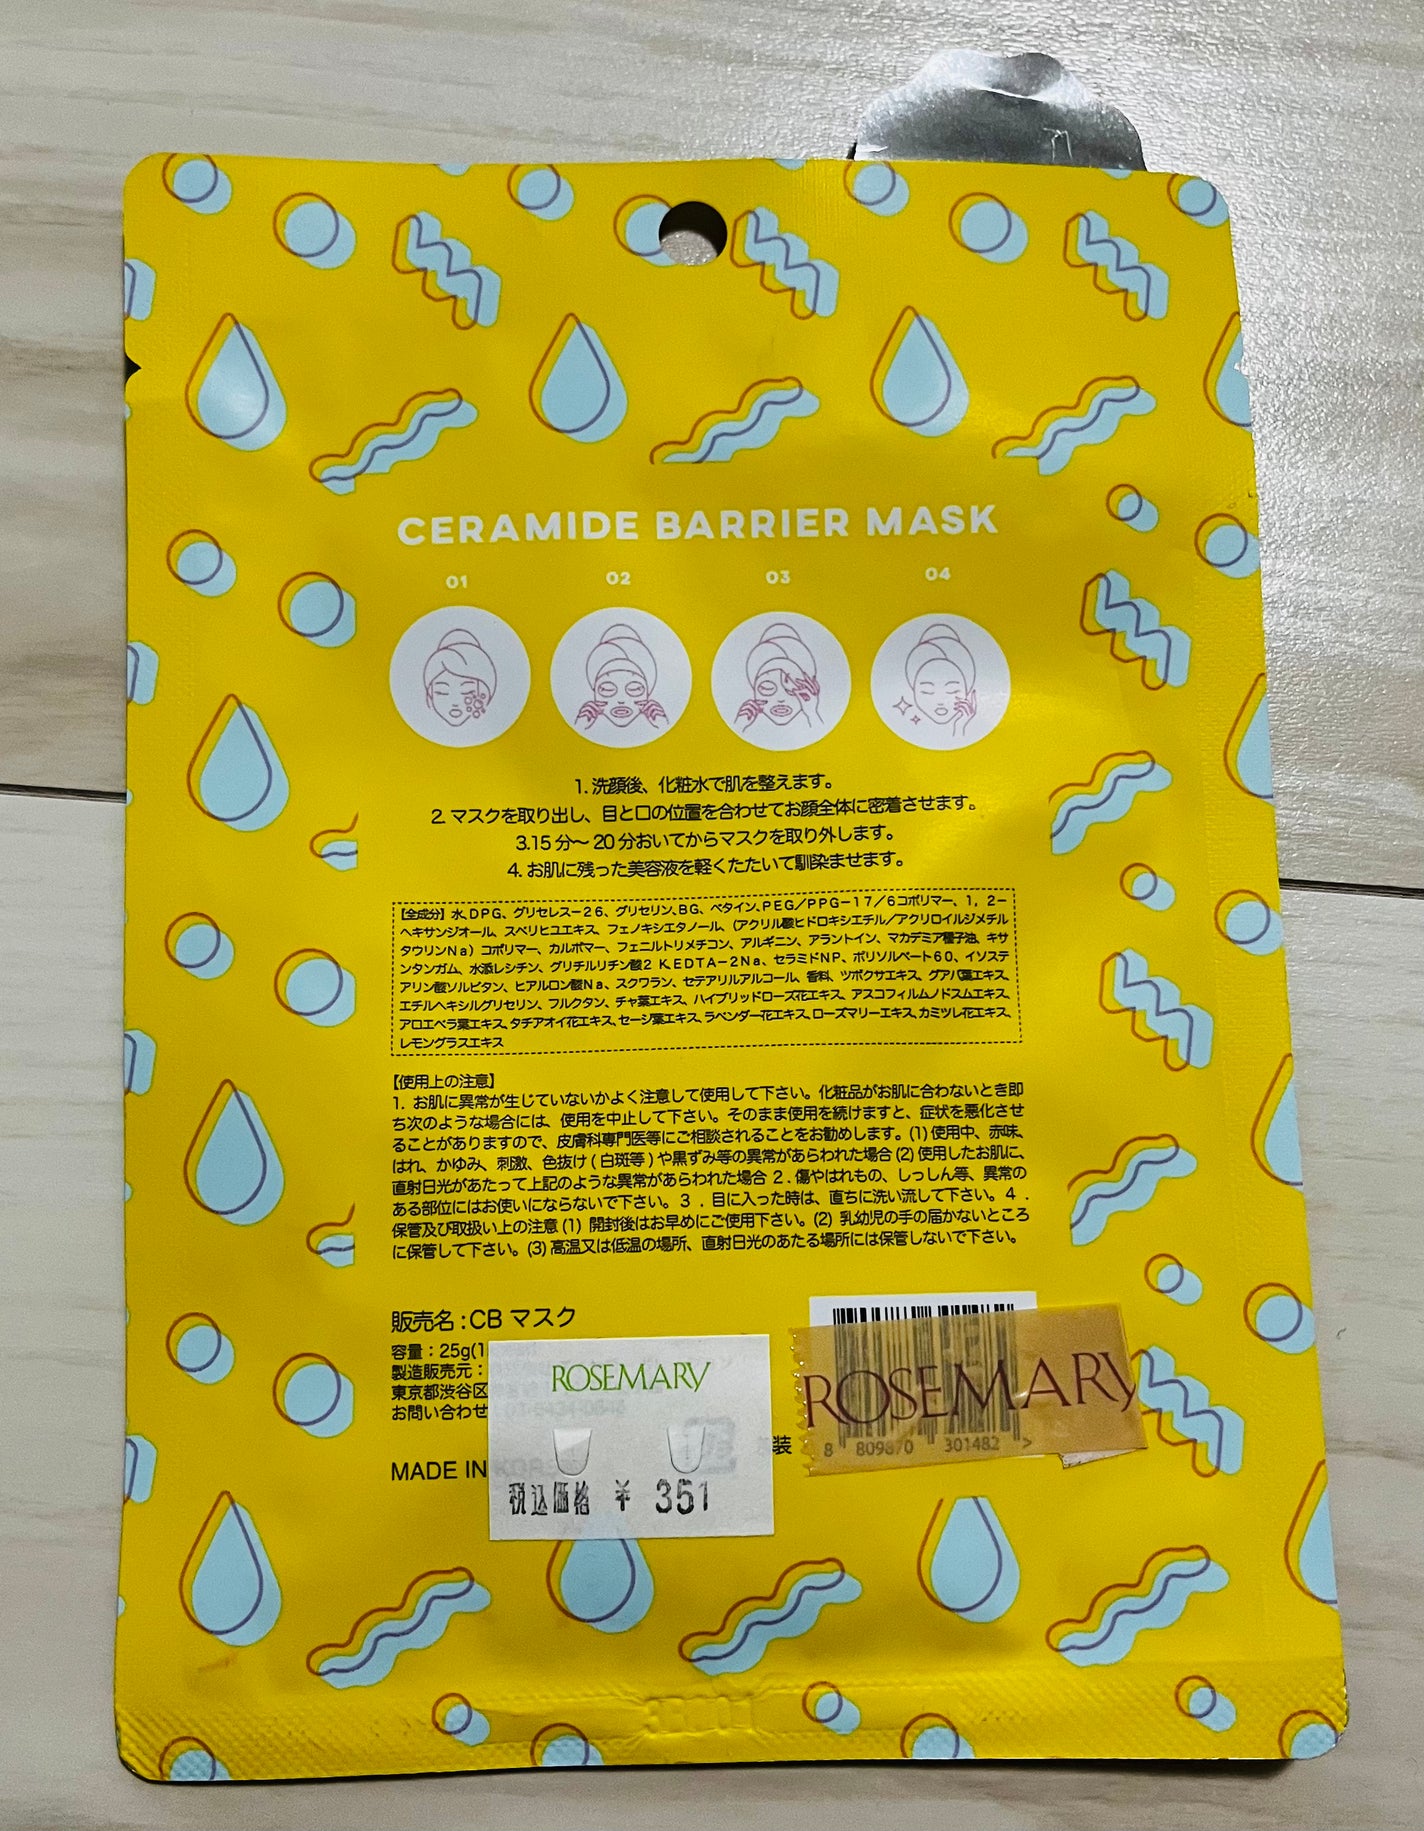 CERAMIDE BARRIER MASK
01 02 03 04
1. 洗顔後、化粧水で肌を整えます。
2. マスクを取り出し、目と口の位置を合わせてお顔全体に密着させます。
3.15 分〜 20 分おいてからマスクを取り外します。
4. お肌に残った美容液を軽くたたいて馴染ませます。
【全成分】水、DPG、グリセレス−26、グリセリン、BG、ベタイン、PEG/PPG−17/6コポリマー、1，2−
ヘキサンジオール、スベリヒユエキス、フェノキシエタノール、(アクリル酸ヒドロキシエチル/アクリロイルジメチル
タウリンNa）コポリマー、カルボマー、フェニルトリメチコン、アルギニン、アラントイン、マカデミア種子油、キサ
ンタンガム、水添レシチン、グリチルリチン酸2 K、EDTA−2Na、セラミドNP、ポリソルベート60、イソステ
アリン酸ソルビタン、ヒアルロン酸Na、スクワラン、セテアリルアルコール、香料、ツボクサエキス、グアバ葉エキス、
エチルヘキシルグリセリン、フルクタン、チャ葉エキス、ハイブリッドローズ花エキス、アスコフィルムノドスムエキス、
アロエベラ葉エキス、タチアオイ花エキス、セージ葉エキス、ラベンダー花エキス、ローズマリーエキス、カミツレ花エキス、
レモングラスエキス
【使用上の注意】
1. お肌に異常が生じていないかよく注意して使用して下さい。化粧品がお肌に合わないとき即
ち次のような場合には、使用を中止して下さい。そのまま使用を続けますと、症状を悪化させ
ることがありますので、皮膚科専門医等にご相談されることをお勧めします。(1) 使用中、赤味、
はれ、かゆみ、刺激、色抜け ( 白斑等 ) や黒ずみ等の異常があらわれた場合 (2) 使用したお肌に、
直射日光があたって上記のような異常があらわれた場合 2 . 傷やはれもの、しっしん等、異常の
ある部位にはお使いにならないで下さい。3 . 目に入った時は、直ちに洗い流して下さい。4 .
保管及び取扱い上の注意 (1) 開封後はお早めにご使用下さい。(2) 乳幼児の手の届かないところ
に保管して下さい。(3) 高温又は低温の場所、直射日光のあたる場所には保管しないで下さい。
販売名 : CB マスク
容量：25g(1
製造販売元：
東京都渋谷区
お問い合わせ
MADE IN KOR
ROSEMARY
税込価格 ¥ 351
装
ROSEMARY
8 809870 301482 >